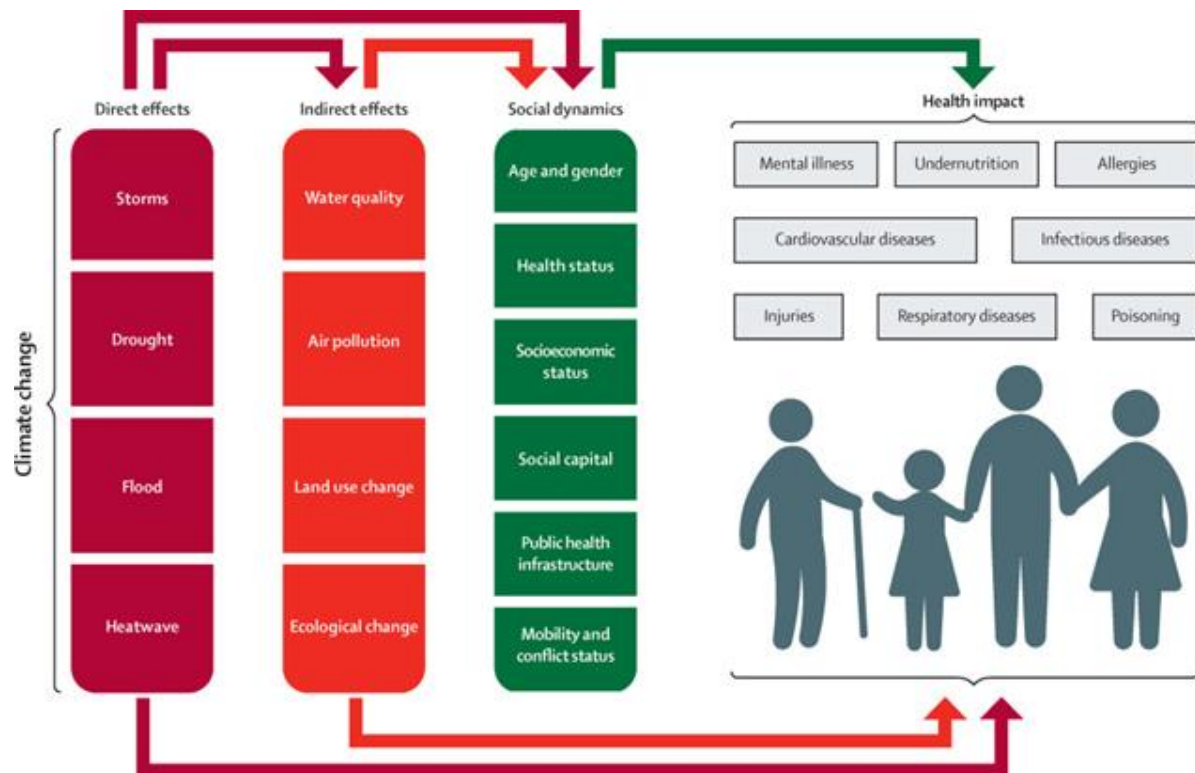 Direct effects
Indirect effects
Social dynamics
Health impact
Climate change
Storms
Drought
Flood
Heatwave
Water quality
Air pollution
Land use change
Ecological change
Age and gender
Health status
Socioeconomic
status
Social capital
Public health
infrastructure
Mobility and
conflict status
Mental illness
Undernutrition
Allergies
Cardiovascular diseases
Infectious diseases
Injuries
Respiratory diseases
Poisoning